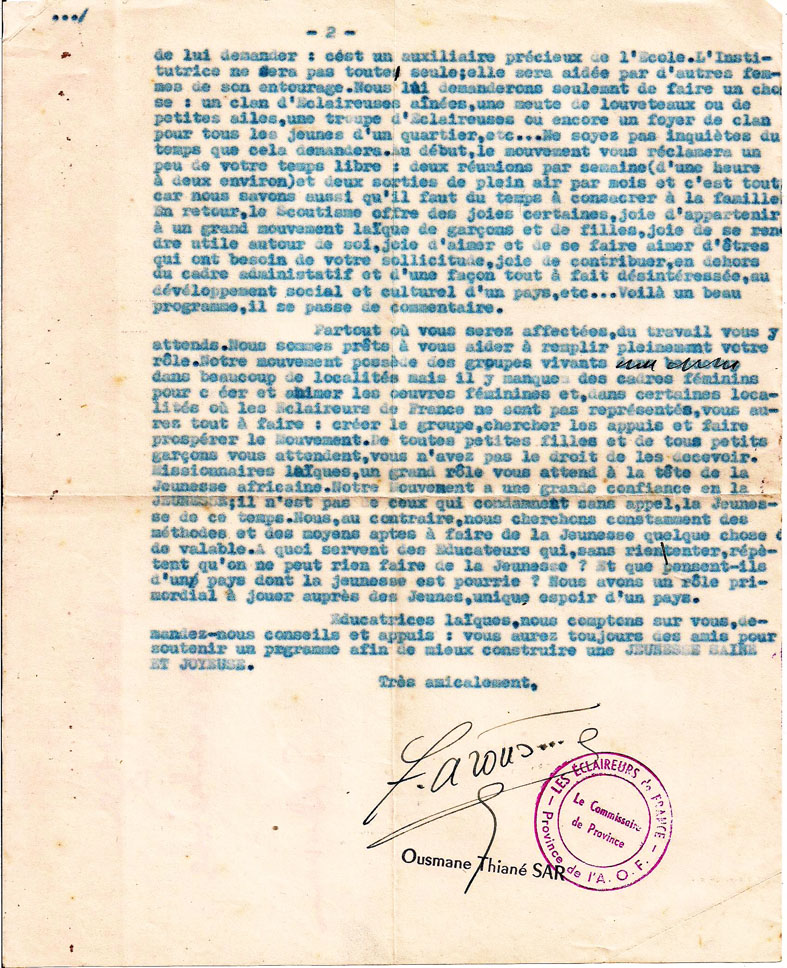 .../
- 2 -
de lui demander : cést un auxiliaire précieux de l'Ecole.L'Insti-
tutrice ne sera pas toute seule;elle sera aidée par d'autres fem-
mes de son entourage.Nous lui demanderons seulement de faire un cho
se : un clan d'Eclaireuses aînées,une meute de louveteaux ou de
petites ailes,une troupe d'Eclaireuses ou encore un foyer de clan
pour tous les jeunes d'un quartier,etc...Ne soyez pas inquiètes du
temps que cela demandera.Au début,le mouvement vous réclamera un
peu de votre temps libre : deux réunions par semaine(d'une heure
à deux environ)et deux sorties de plein air par mois et c'est tout
car nous savons aussi qu'il faut du temps à consacrer à la famille
En retour,le Scoutisme offre des joies certaines,joie d'appartenir
à un grand mouvement laïque de garçons et de filles,joie de se ren
dre utile autour de soi,joie d'aimer et de se faire aimer d'êtres
qui ont besoin de votre sollicitude,joie de contribuer,en dehors
du cadre administatif et d'une façon tout à fait désintéressée,au
développement social et culturel d'un pays,etc...Voilà un beau
programme,il se passe de commentaire.
Partout où vous serez affectées,du travail vous y
attends.Nous sommes prêts à vous aider à remplir pleinement votre
rôle.Notre mouvement possède des groupes vivants
dans beaucoup de localités mais il y manque des cadres féminins
pour c éer et animer les oeuvres féminines et,dans certaines loca-
lités où les Eclaireurs de France ne sont pas représentés,vous au-
rez tout à faire : créer le groupe,chercher les appuis et faire
prospérer le Mouvement.De toutes petites filles et de tous petits
garçons vous attendent,vous n'avez pas le droit de les decevoir.
Missionnaires laïques,un grand rôle vous attend à la tête de la
Jeunesse africaine.Notre Mouvement a une grande confiance en la
JEUNESSE;il n'est pas de ceux qui condamnent sans appel,la Jeunes-
se de ce temps.Nous,au contraire,nous cherchons constamment des
méthodes et des moyens aptes à faire de la Jeunesse quelque chose d
de valable.A quoi servent des Educateurs qui,sans rien tenter,répè-
tent qu'on ne peut rien faire de la Jeunesse ? Et que pensent-ils
d'un pays dont la jeunesse est pourrie ? Nous avons un rôle pri-
mordial à jouer auprès des Jeunes,unique espoir d'un pays.
Educatrices laïques,nous comptons sur vous,de-
mandez-nous conseils et appuis : vous aurez toujours des amis pour
soutenir un prgramme afin de mieux construire une JEUNESSE SAINE
ET JOYEUSE.
Très amicalement,
Ousmane Thiané SAR
LES ÉCLAIREURS de FRANCE
Le Commissaire
de Province
Province de l'A.O.F.